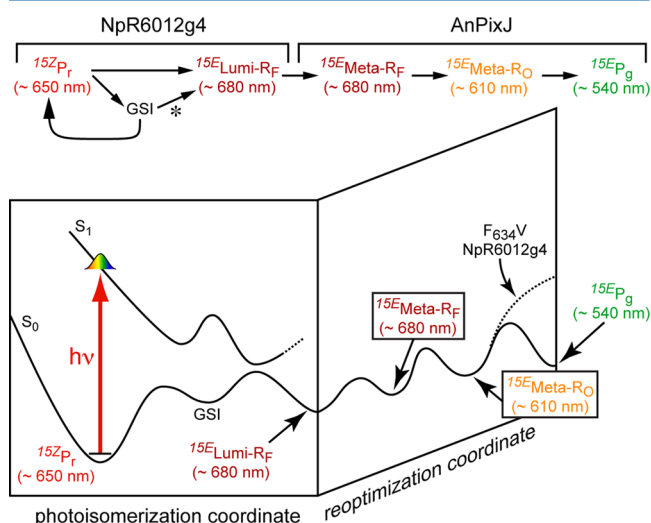 NpR6012g4 AnPixJ
15ZPr 15ELumi-RF 15EMeta-RF 15EMeta-RO 15EPg
(~ 650 nm) (~ 680 nm) (~ 680 nm) (~ 610 nm) (~ 540 nm)
GSI *
S1
F634V
NpR6012g4
S0
15EMeta-RF
(~ 680 nm)
15EPg
(~ 540 nm)
hν
GSI
15EMeta-RO
(~ 610 nm)
15ZPr
(~ 650 nm)
15ELumi-RF
(~ 680 nm)
photoisomerization coordinate
reoptimization coordinate